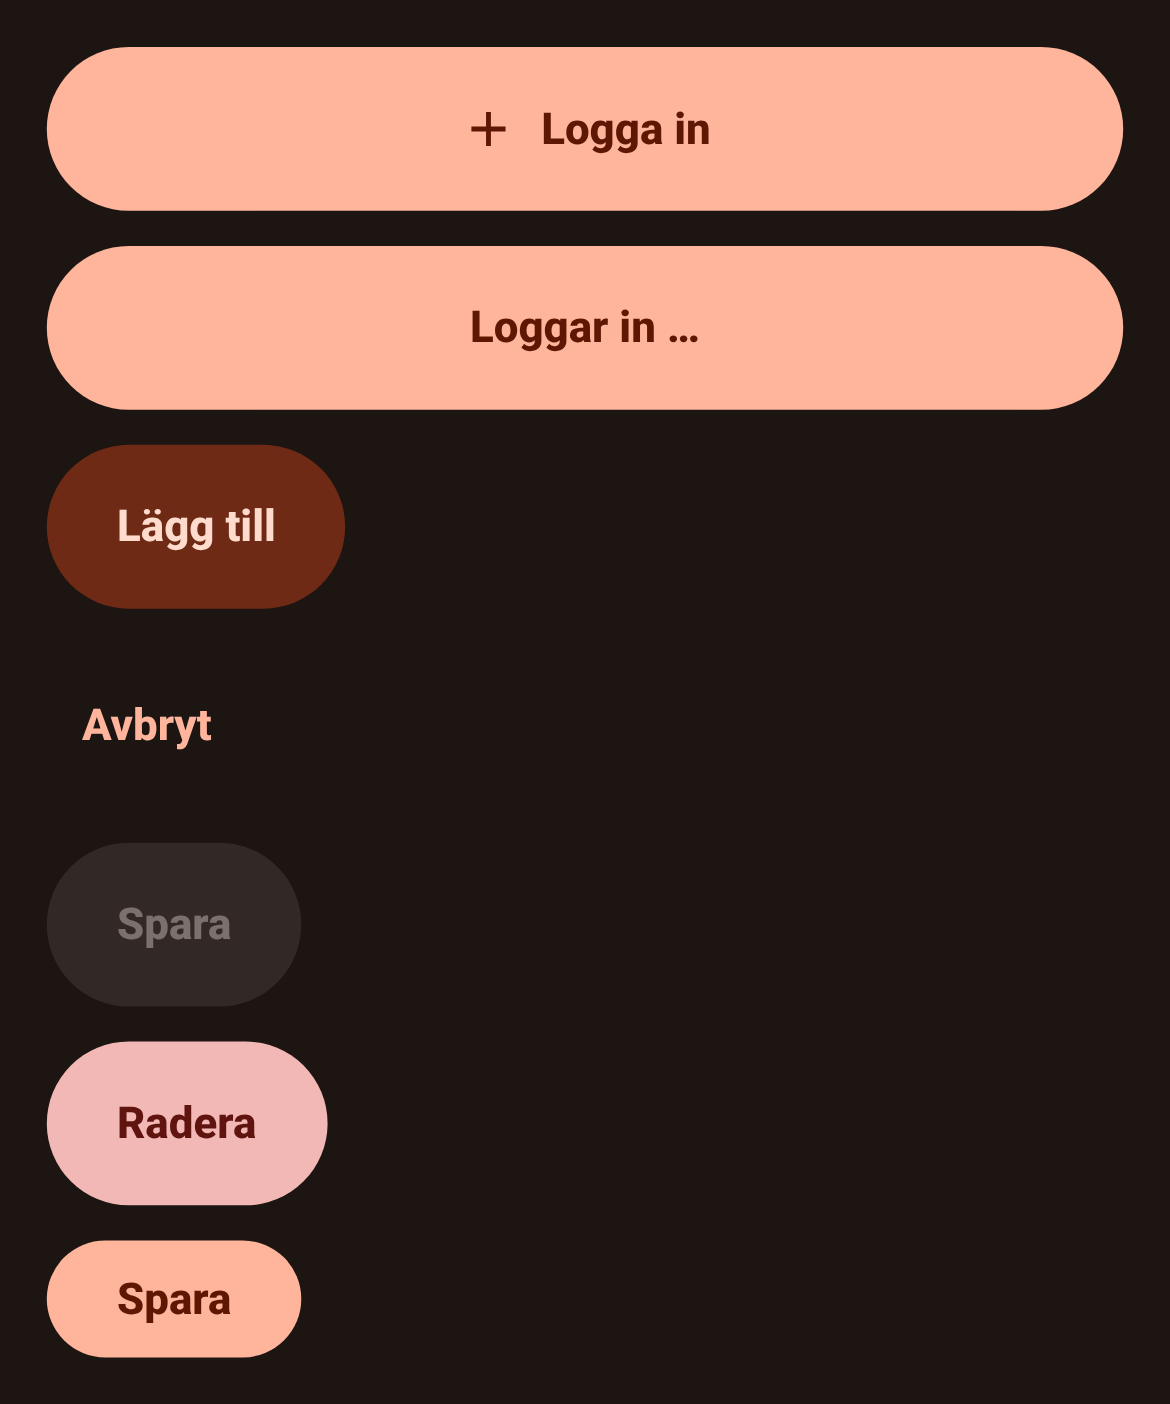 Logga in
Loggar in …
Lägg till
Avbryt
Spara
Radera
Spara